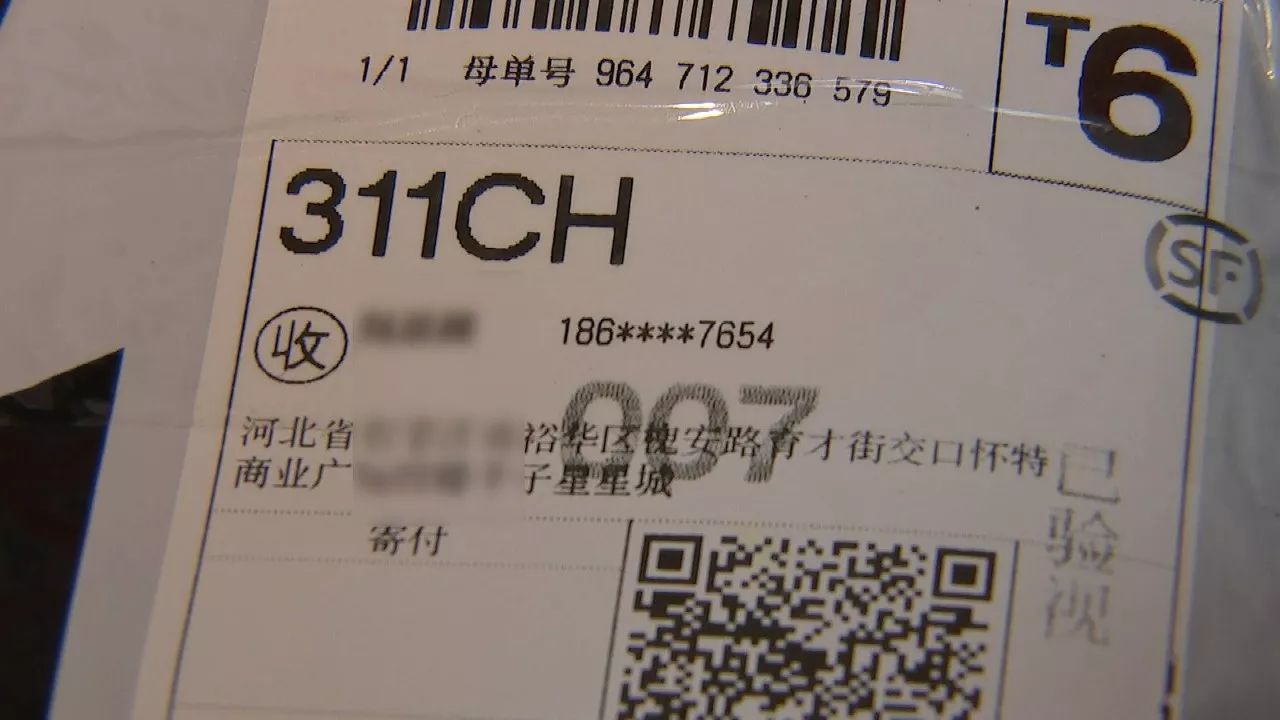 1/1 母单号 964 712 336 579
T6
311CH
SF
收 186****7654
007
河北省 裕华区槐安路育才街交口怀特
商业广 子星星城
已验视
寄付